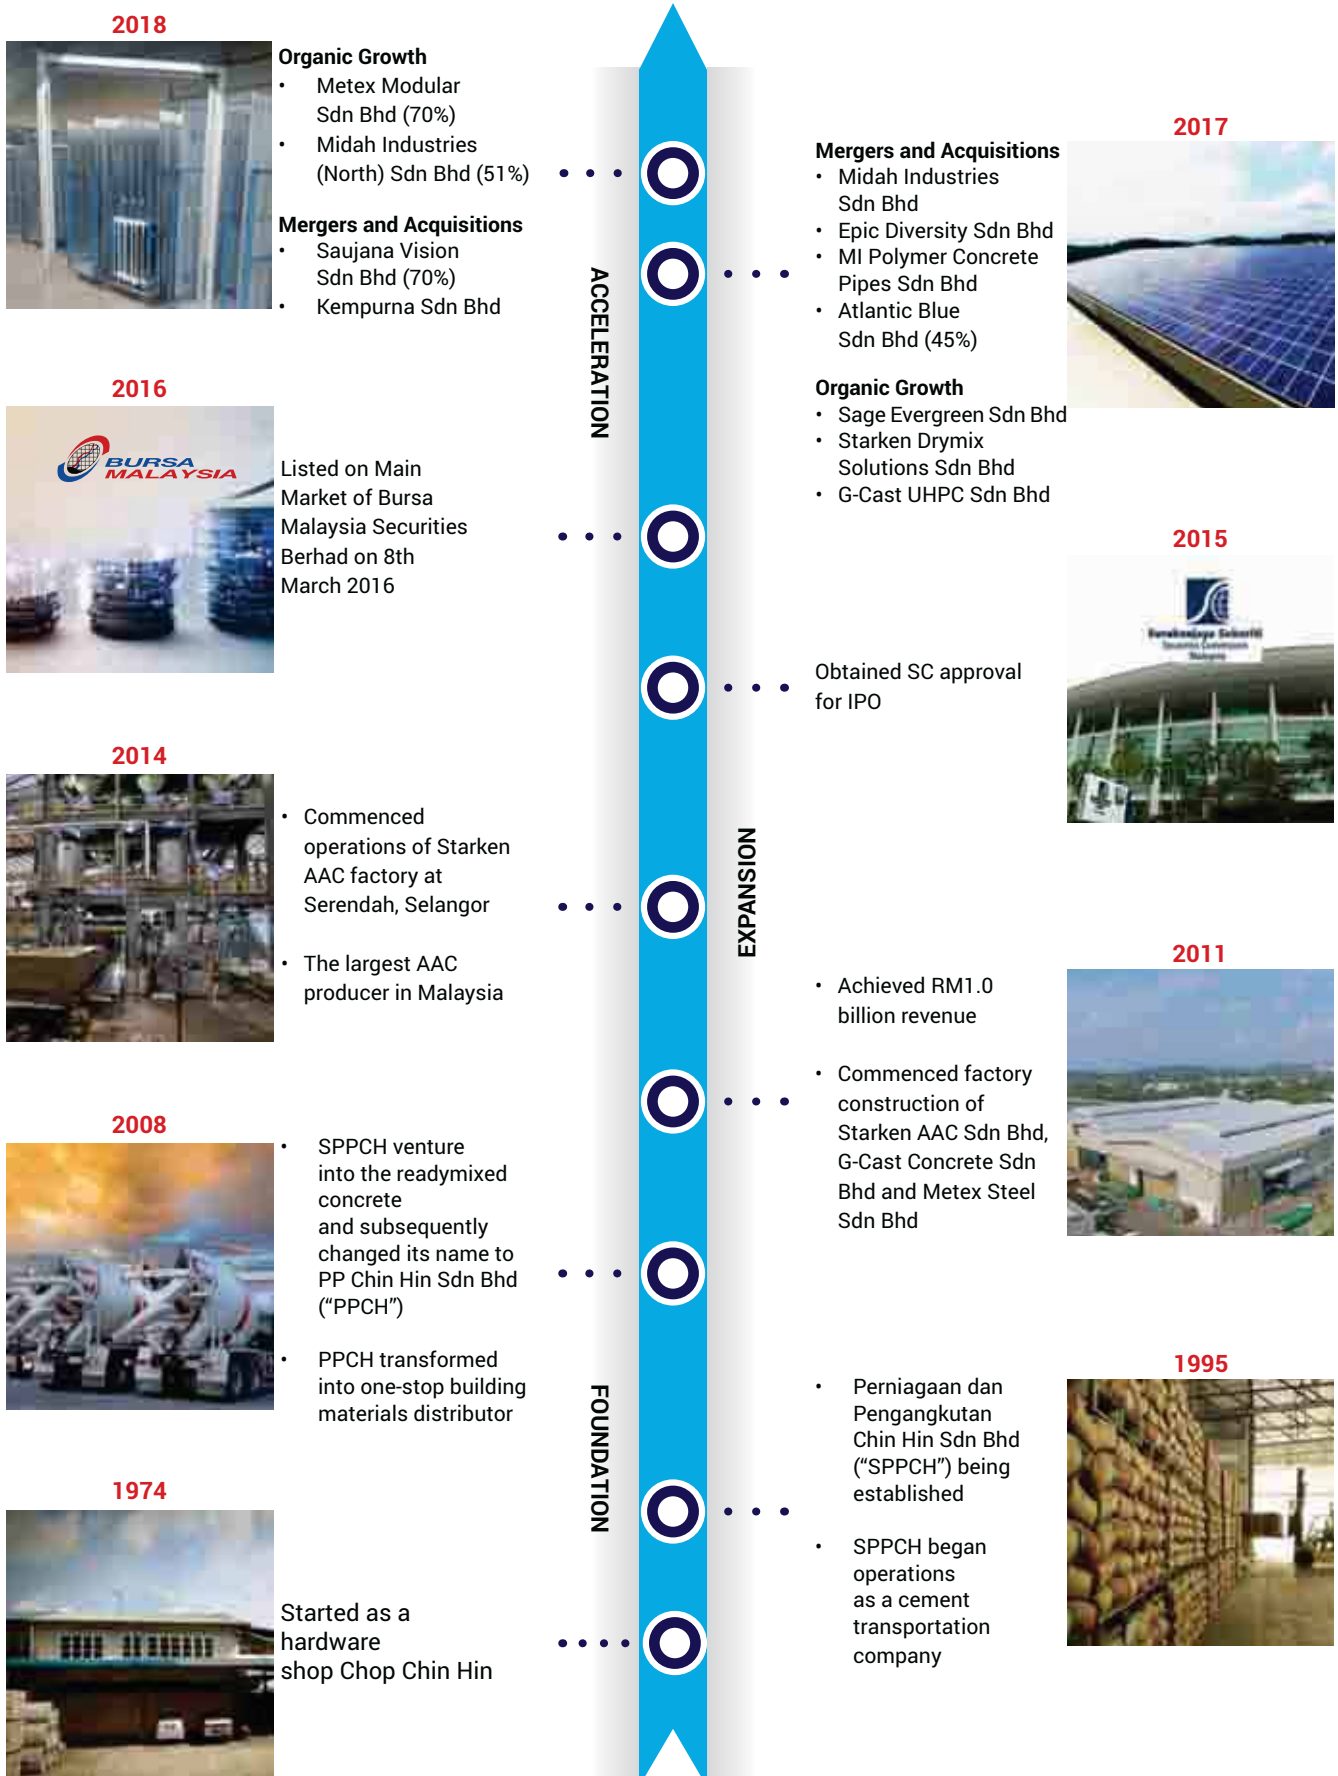 2018
Organic Growth
• Metex Modular
Sdn Bhd (70%)
• Midah Industries
(North) Sdn Bhd (51%)
Mergers and Acquisitions
• Saujana Vision
Sdn Bhd (70%)
• Kempurna Sdn Bhd
2017
Mergers and Acquisitions
• Midah Industries
Sdn Bhd
• Epic Diversity Sdn Bhd
• MI Polymer Concrete
Pipes Sdn Bhd
• Atlantic Blue
Sdn Bhd (45%)
Organic Growth
• Sage Evergreen Sdn Bhd
• Starken Drymix
Solutions Sdn Bhd
• G-Cast UHPC Sdn Bhd
ACCELERATION
2016
BURSA
MALAYSIA
Listed on Main
Market of Bursa
Malaysia Securities
Berhad on 8th
March 2016
2015
Suruhanjaya Sekuriti
Securities Commission
Malaysia
Obtained SC approval
for IPO
2014
• Commenced
operations of Starken
AAC factory at
Serendah, Selangor
• The largest AAC
producer in Malaysia
EXPANSION
2011
• Achieved RM1.0
billion revenue
• Commenced factory
construction of
Starken AAC Sdn Bhd,
G-Cast Concrete Sdn
Bhd and Metex Steel
Sdn Bhd
2008
• SPPCH venture
into the readymixed
concrete
and subsequently
changed its name to
PP Chin Hin Sdn Bhd
(“PPCH”)
• PPCH transformed
into one-stop building
materials distributor
FOUNDATION
1995
• Perniagaan dan
Pengangkutan
Chin Hin Sdn Bhd
(“SPPCH”) being
established
• SPPCH began
operations
as a cement
transportation
company
1974
Started as a
hardware
shop Chop Chin Hin